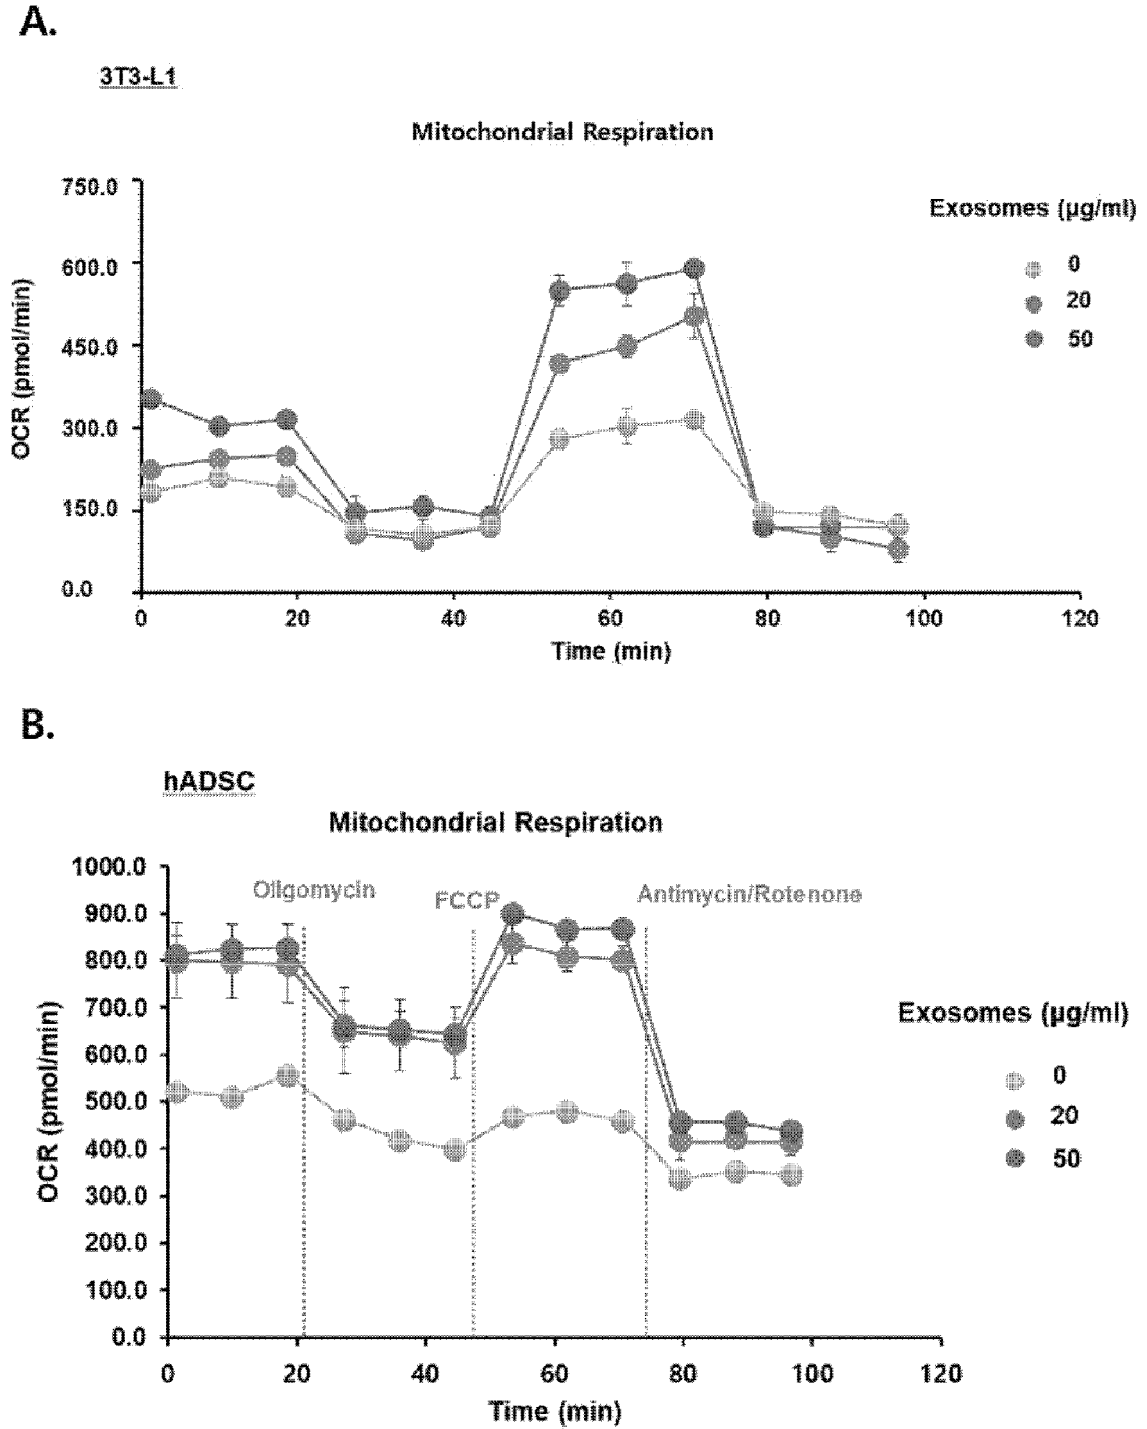 A.
3T3-L1
Mitochondrial Respiration
750.0
600.0
450.0
300.0
150.0
0.0
OCR (pmol/min)
0 20 40 60 80 100 120
Time (min)
Exosomes (µg/ml)
0
20
50
B.
hADSC
Mitochondrial Respiration
1000.0
900.0
800.0
700.0
600.0
500.0
400.0
300.0
200.0
100.0
0.0
OCR (pmol/min)
Oligomycin
FCCP
Antimycin/Rotenone
0 20 40 60 80 100 120
Time (min)
Exosomes (µg/ml)
0
20
50